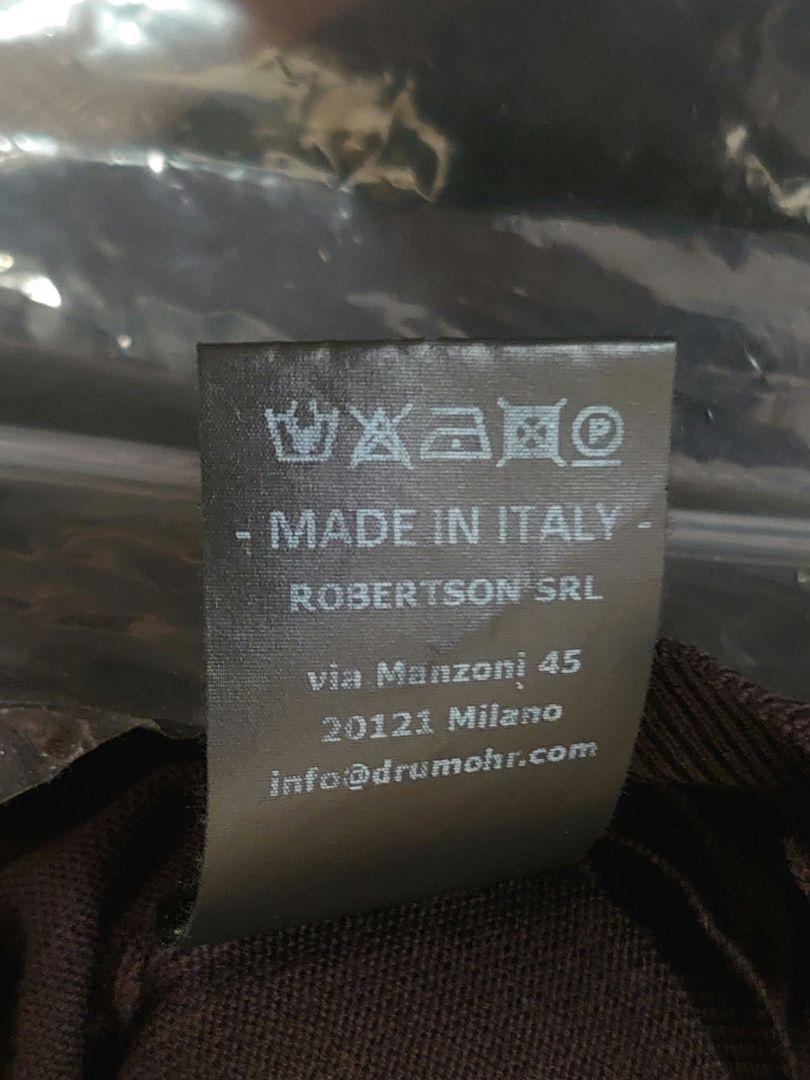 P
- MADE IN ITALY -
ROBERTSON SRL
via Manzoni 45
20121 Milano
info@drumohr.com